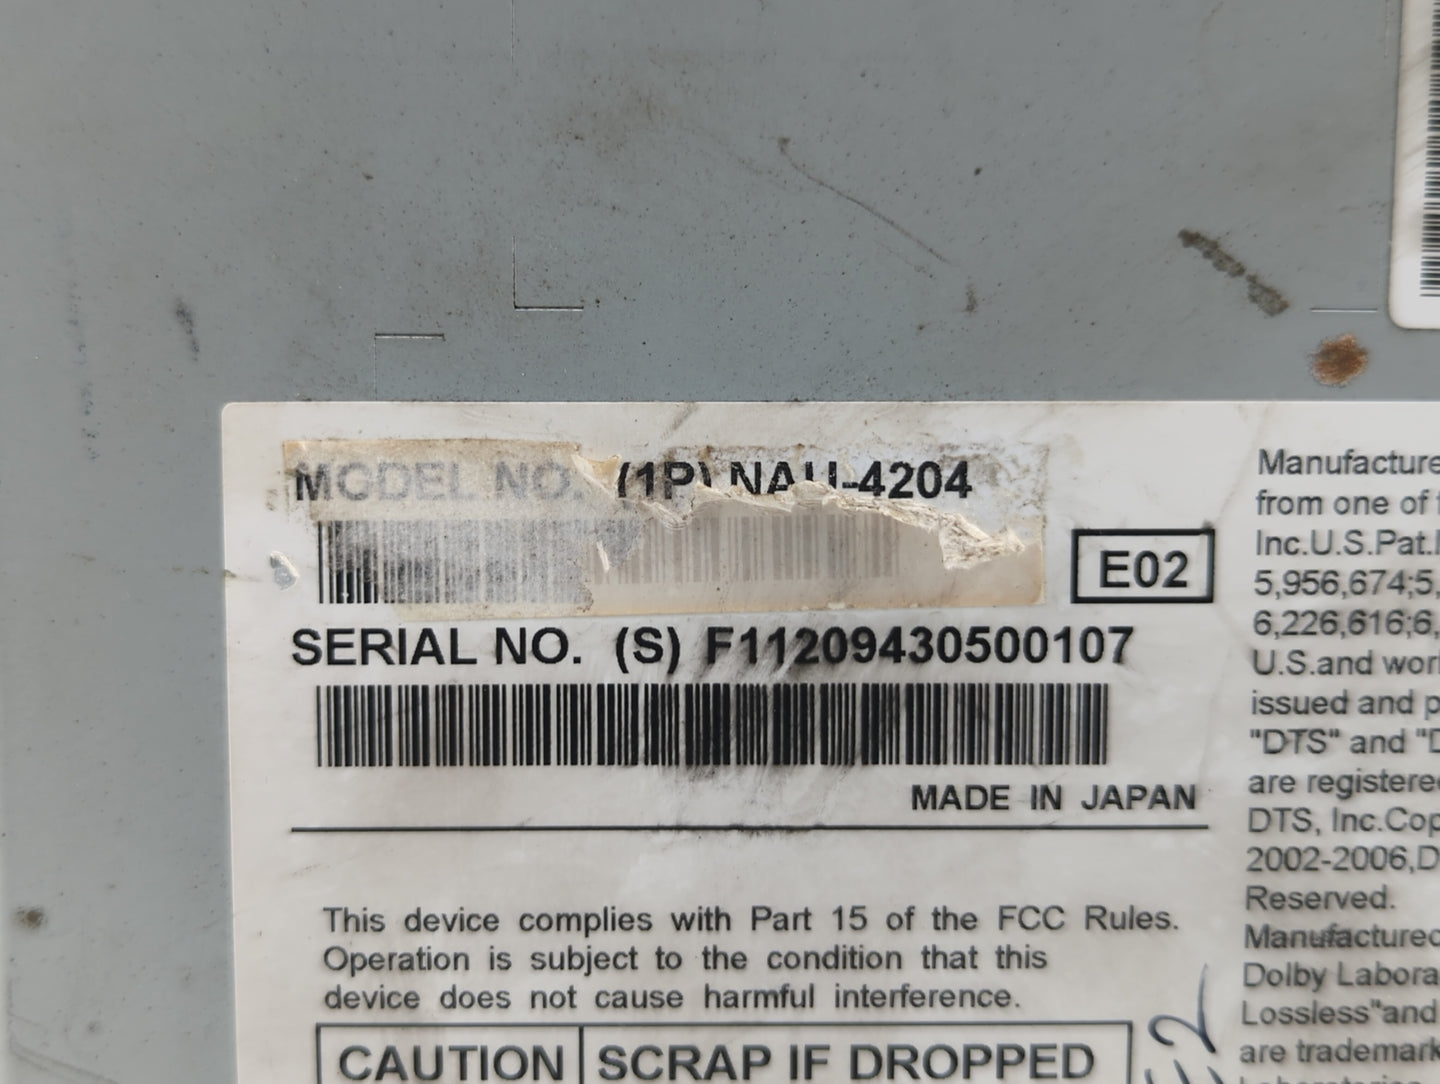 MODEL NO. (1P) NAU-4204
E02
SERIAL NO. (S) F11209430500107
MADE IN JAPAN
This device complies with Part 15 of the FCC Rules.
Operation is subject to the condition that this
device does not cause harmful interference.
CAUTION SCRAP IF DROPPED
Manufacture
from one of
Inc.U.S.Pat.
5,956,674;5,
6,226,616;6,
U.S.and wor
issued and p
"DTS" and "D
are registered
DTS, Inc.Cop
2002-2006,D
Reserved.
Manufactured
Dolby Labora
Lossless"and
are trademark